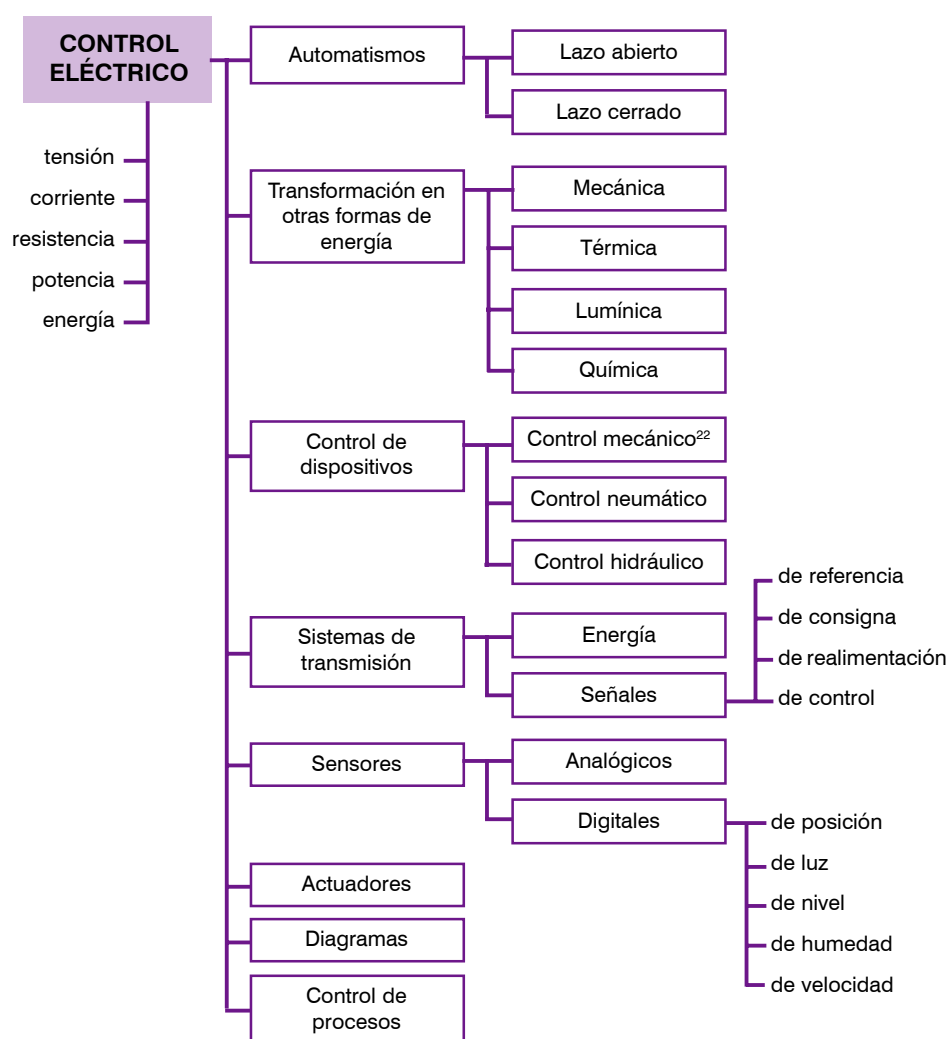 CONTROL
ELÉCTRICO
tensión
corriente
resistencia
potencia
energía
Automatismos
Lazo abierto
Lazo cerrado
Transformación en
otras formas de
energía
Mecánica
Térmica
Lumínica
Química
Control de
dispositivos
Control mecánico²²
Control neumático
Control hidráulico
Sistemas de
transmisión
Energía
Señales
de referencia
de consigna
de realimentación
de control
Sensores
Analógicos
Digitales
de posición
de luz
de nivel
de humedad
de velocidad
Actuadores
Diagramas
Control de
procesos